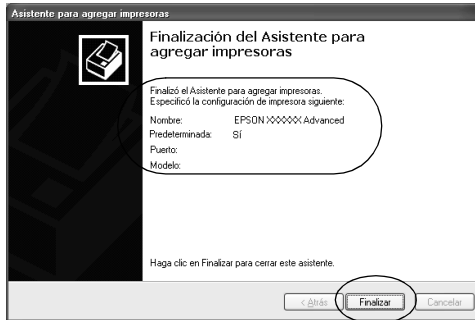 Asistente para agregar impresoras
Finalización del Asistente para
agregar impresoras
Finalizó el Asistente para agregar impresoras.
Especificó la configuración de impresora siguiente:
Nombre: EPSON XXXXXX Advanced
Predeterminada: Sí
Puerto:
Modelo:
Haga clic en Finalizar para cerrar este asistente.
< Atrás Finalizar Cancelar